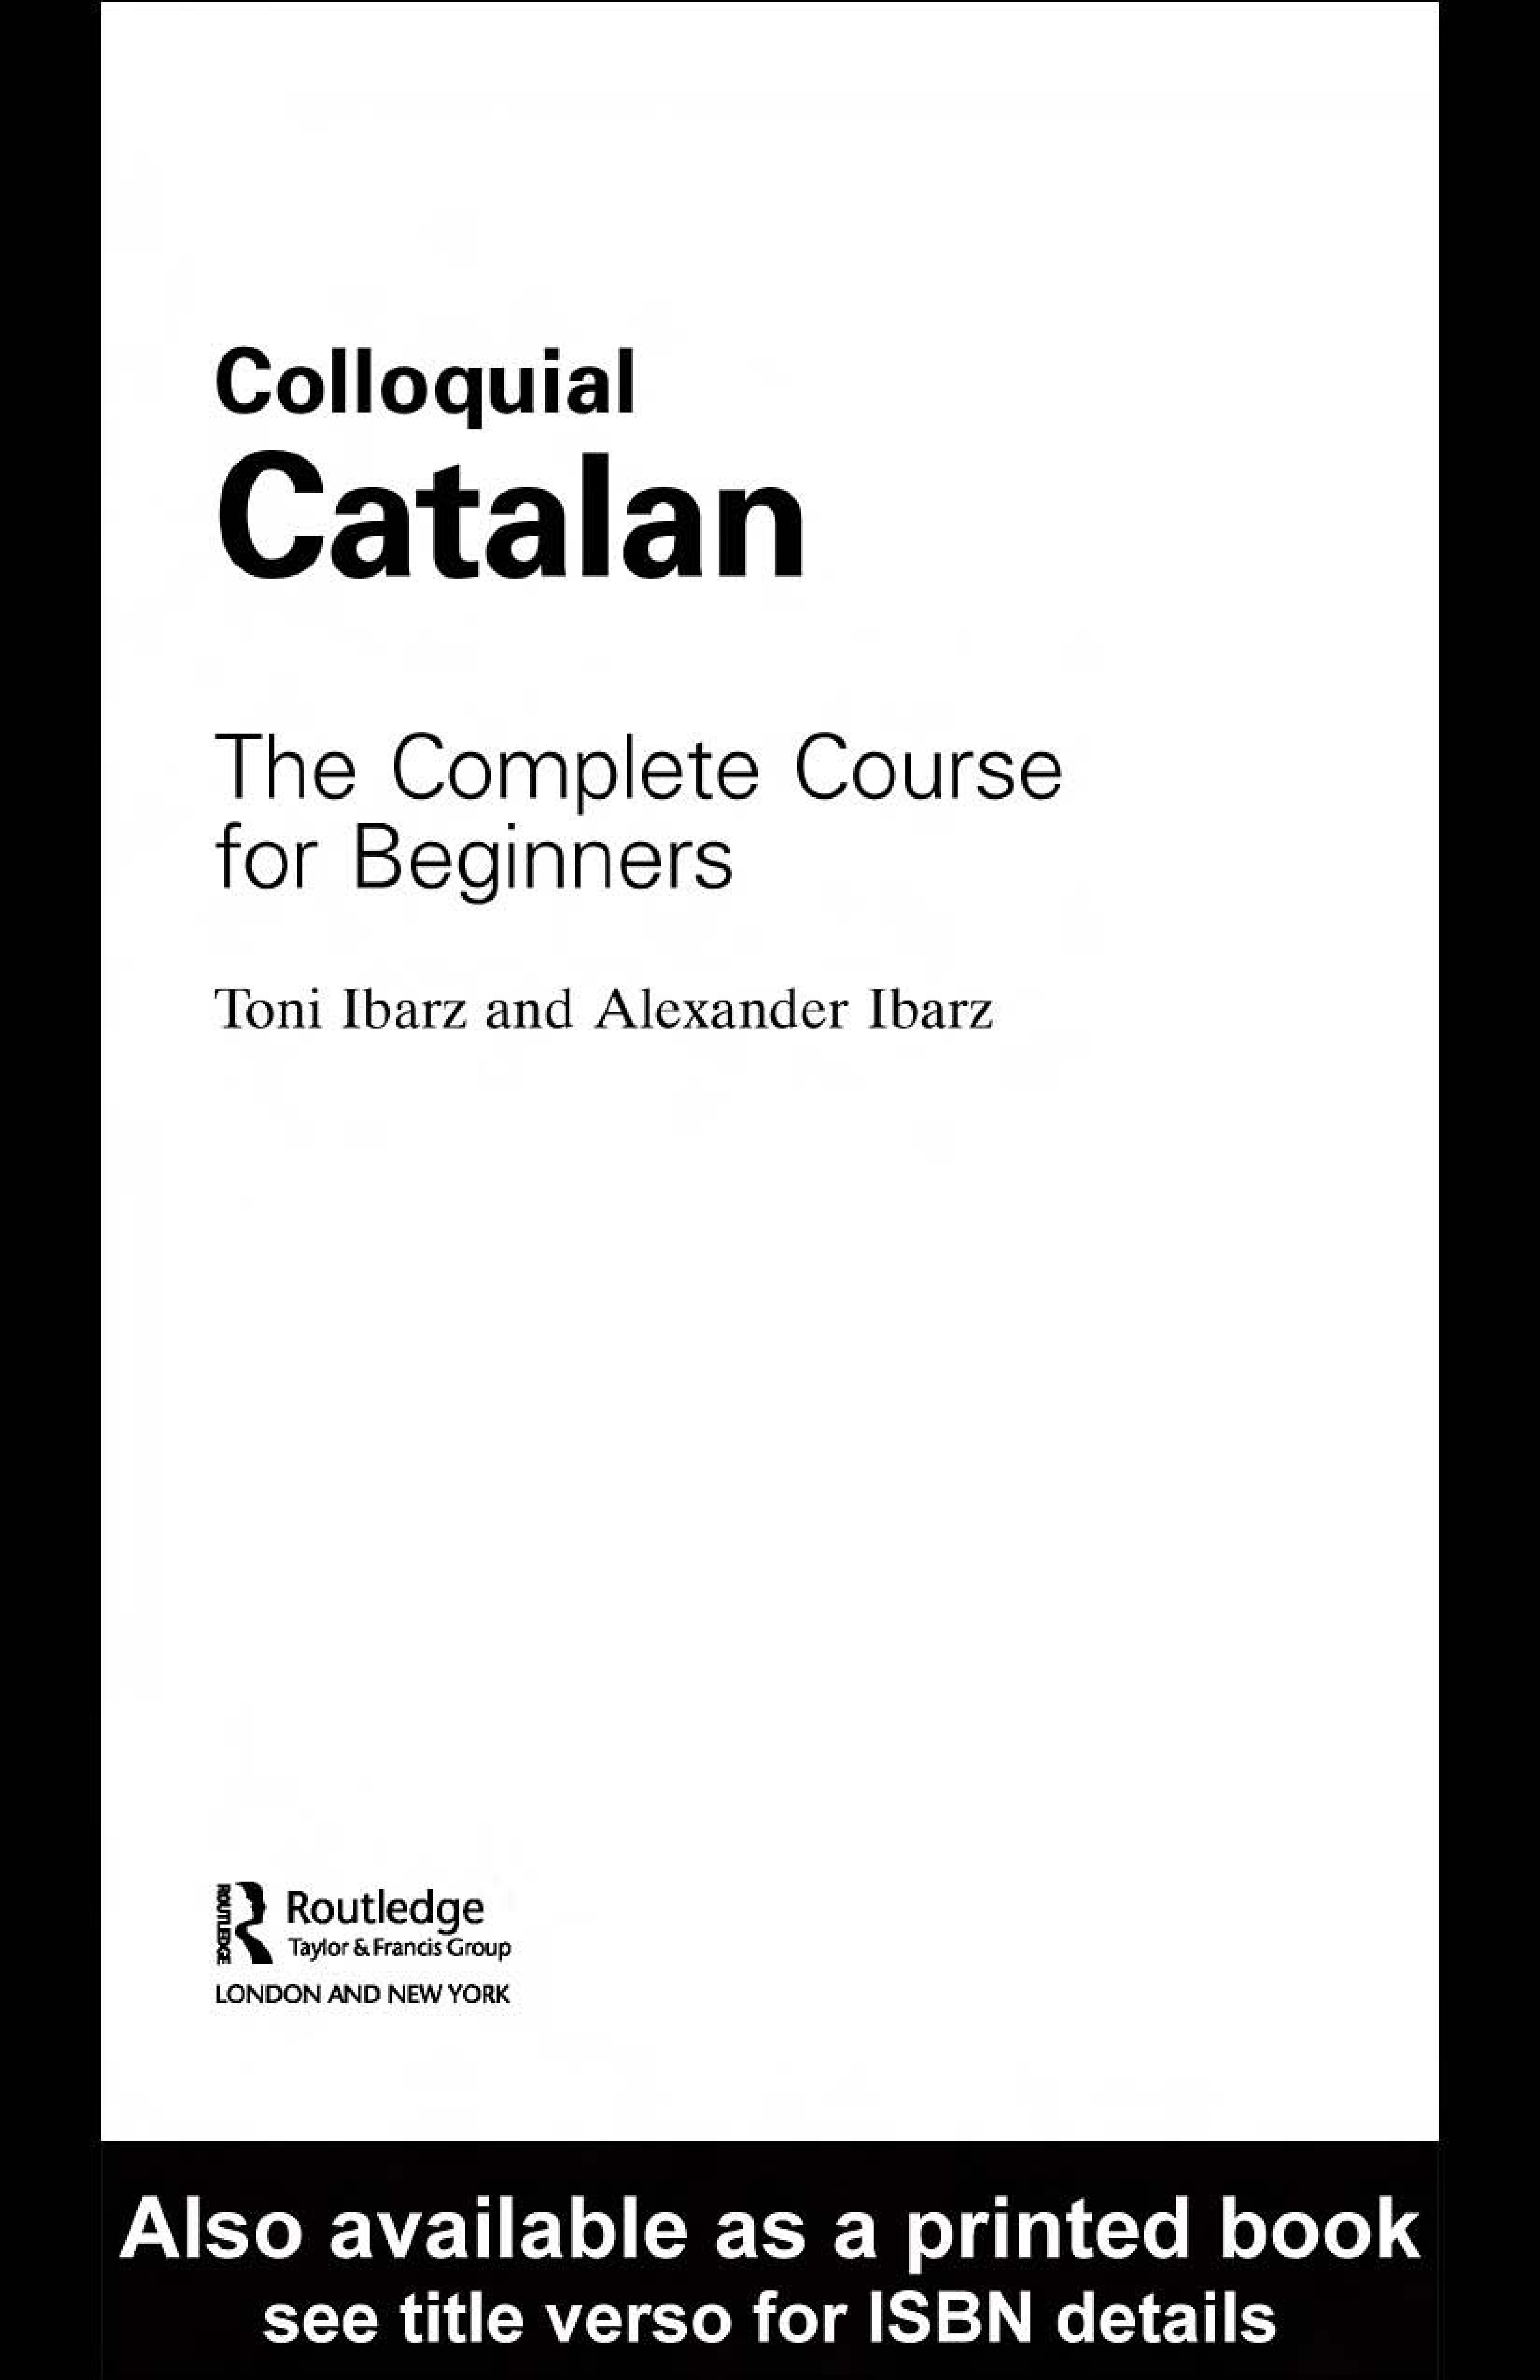 Colloquial
Catalan
The Complete Course
for Beginners
Toni Ibarz and Alexander Ibarz
ROUTLEDGE
Routledge
Taylor & Francis Group
LONDON AND NEW YORK
Also available as a printed book
see title verso for ISBN details